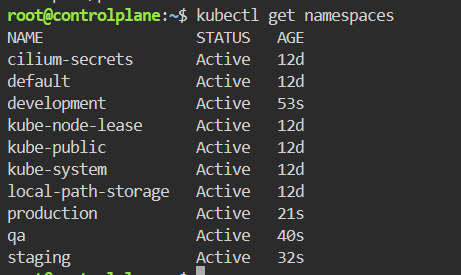 root@controlplane:~$ kubectl get namespaces
NAME                 STATUS   AGE
cilium-secrets       Active   12d
default              Active   12d
development          Active   53s
kube-node-lease      Active   12d
kube-public          Active   12d
kube-system          Active   12d
local-path-storage   Active   12d
production           Active   21s
qa                   Active   40s
staging              Active   32s
root@controlplane:~$